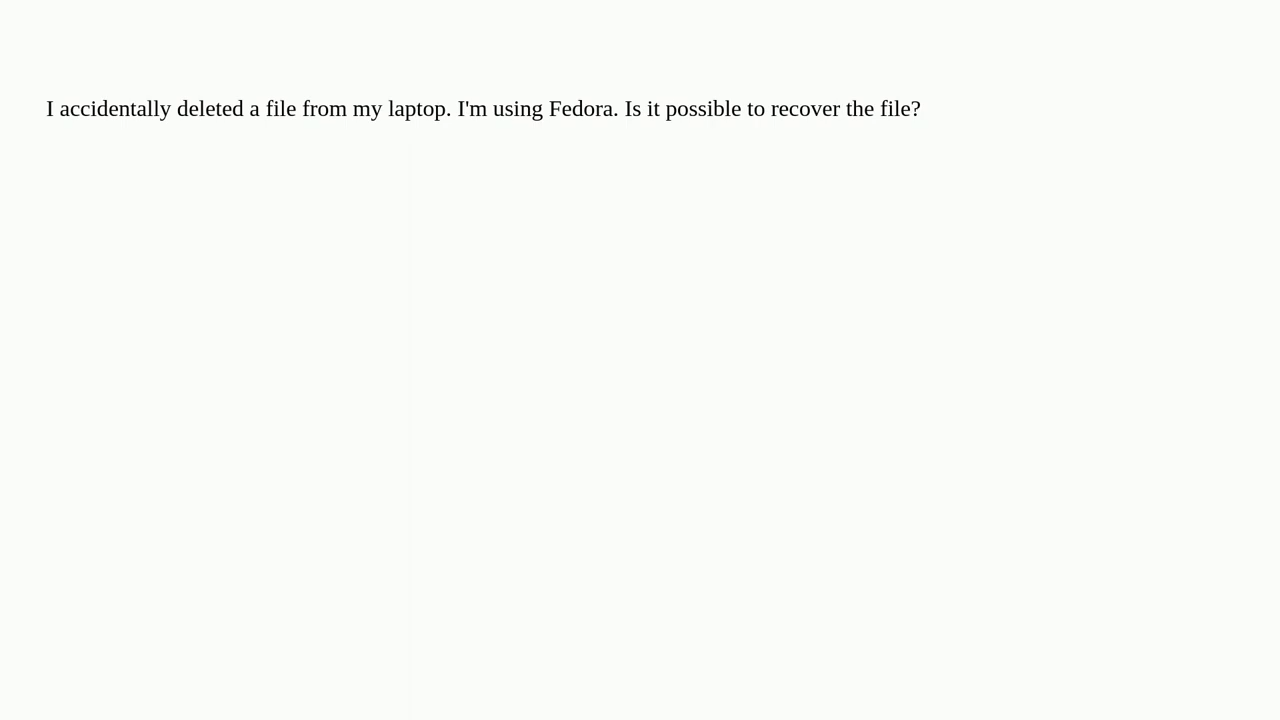 I accidentally deleted a file from my laptop. I'm using Fedora. Is it possible to recover the file?